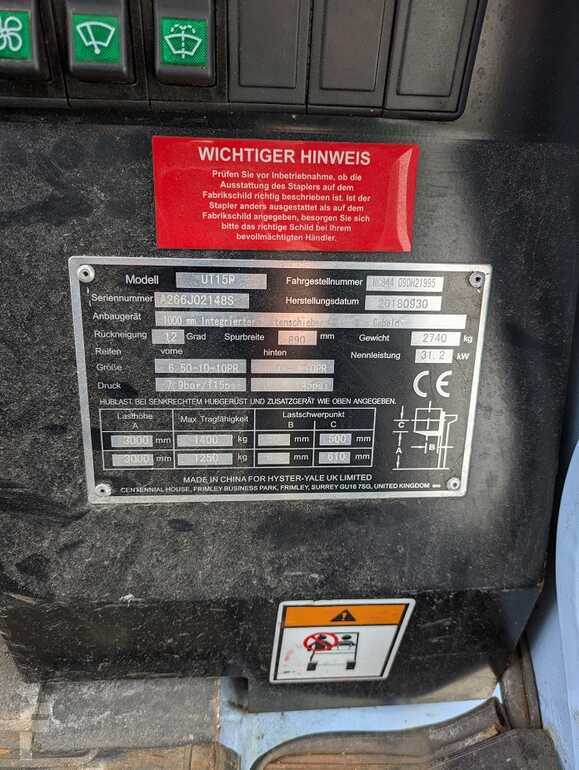 WICHTIGER HINWEIS
Prüfen Sie vor Inbetriebnahme, ob die
Ausstattung des Staplers auf dem
Fabrikschild richtig beschrieben ist. Ist der
Stapler anders ausgestattet als auf dem
Fabrikschild angegeben, besorgen Sie sich
bitte das richtige Schild bei Ihrem
bevollmächtigten Händler.
Modell UT15P Fahrgestellnummer
Seriennummer A266J02148S Herstellungsdatum 20180930
Anbaugerät 1000 mm Integrierter
Rückneigung 12 Grad Spurbreite 890 mm Gewicht 2740 kg
Reifen vorne hinten Nennleistung 31.2 kW
Größe 6.50-10-10PR
Druck 7.9bar/115psi
HUBLAST BEI SENKRECHTEM HUBGERÜST UND ZUSATZGERÄT WIE OBEN ANGEGEBEN.
Lasthöhe Max. Tragfähigkeit Lastschwerpunkt
A B C
3000 mm 1400 kg mm 500 mm
3000 mm 1250 kg mm 610 mm
CE
C
B
A
MADE IN CHINA FOR HYSTER-YALE UK LIMITED
CENTENNIAL HOUSE, FRIMLEY BUSINESS PARK, FRIMLEY, SURREY GU16 7SG, UNITED KINGDOM